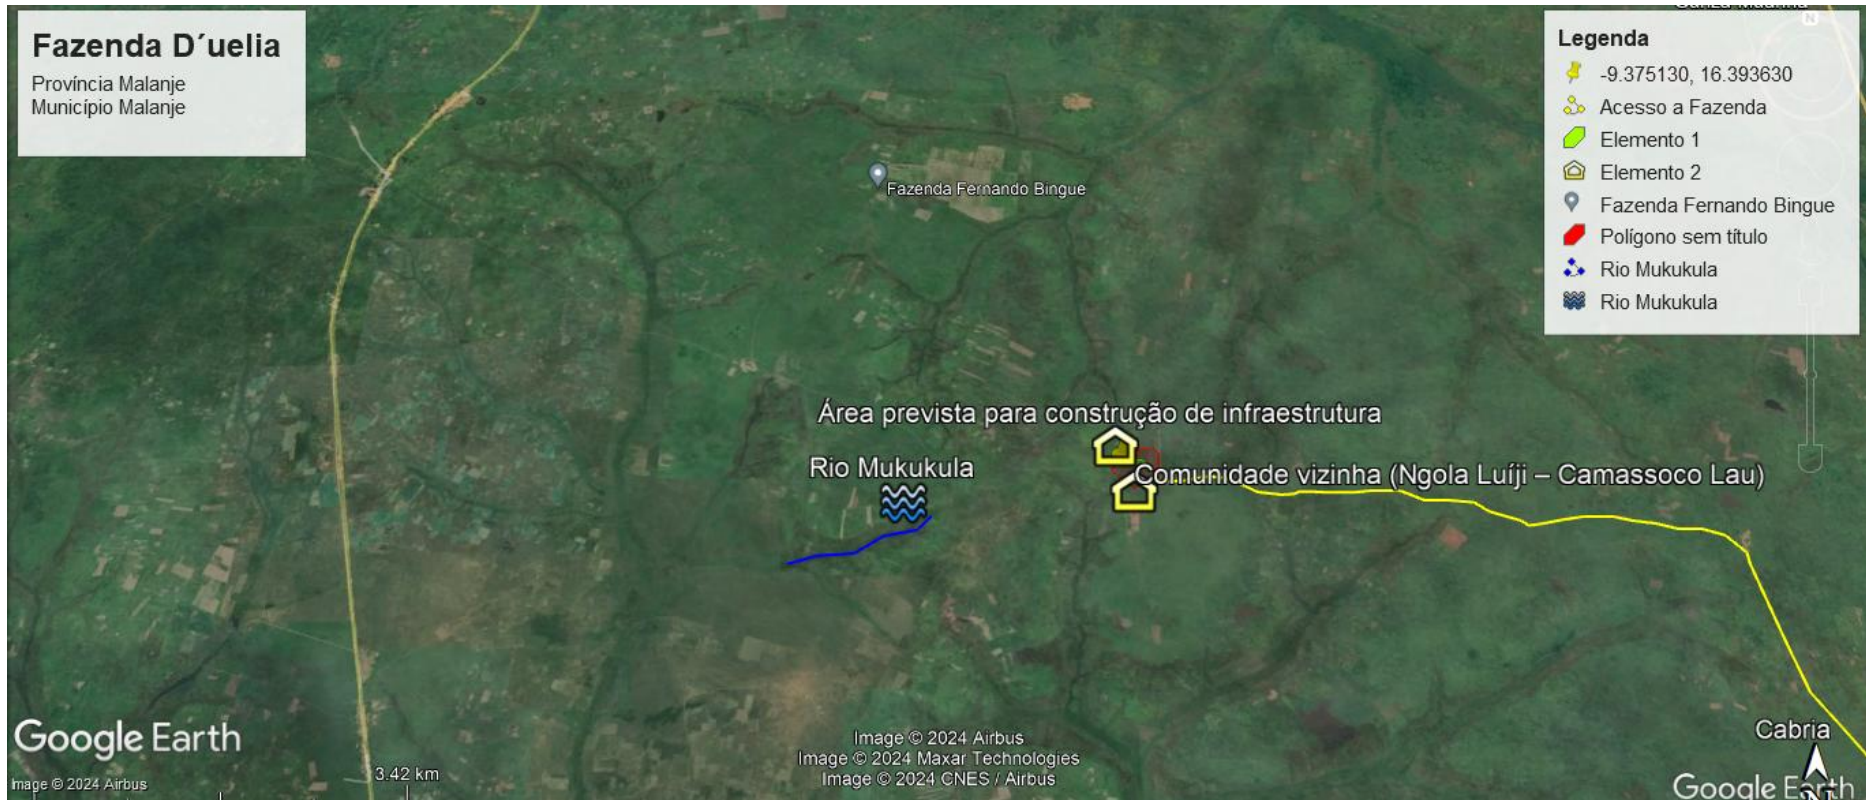 Fazenda D´uelia
Província Malanje
Município Malanje
Legenda
-9.375130, 16.393630
Acesso a Fazenda
Elemento 1
Elemento 2
Fazenda Fernando Bingue
Polígono sem título
Rio Mukukula
Rio Mukukula
N
Fazenda Fernando Bingue
Área prevista para construção de infraestrutura
Rio Mukukula
Comunidade vizinha (Ngola Luíji – Camassoco Lau)
Cabria
Google Earth
Image © 2024 Airbus
Image © 2024 Maxar Technologies
Image © 2024 CNES / Airbus
3.42 km
Image © 2024 Airbus
Google Earth
N